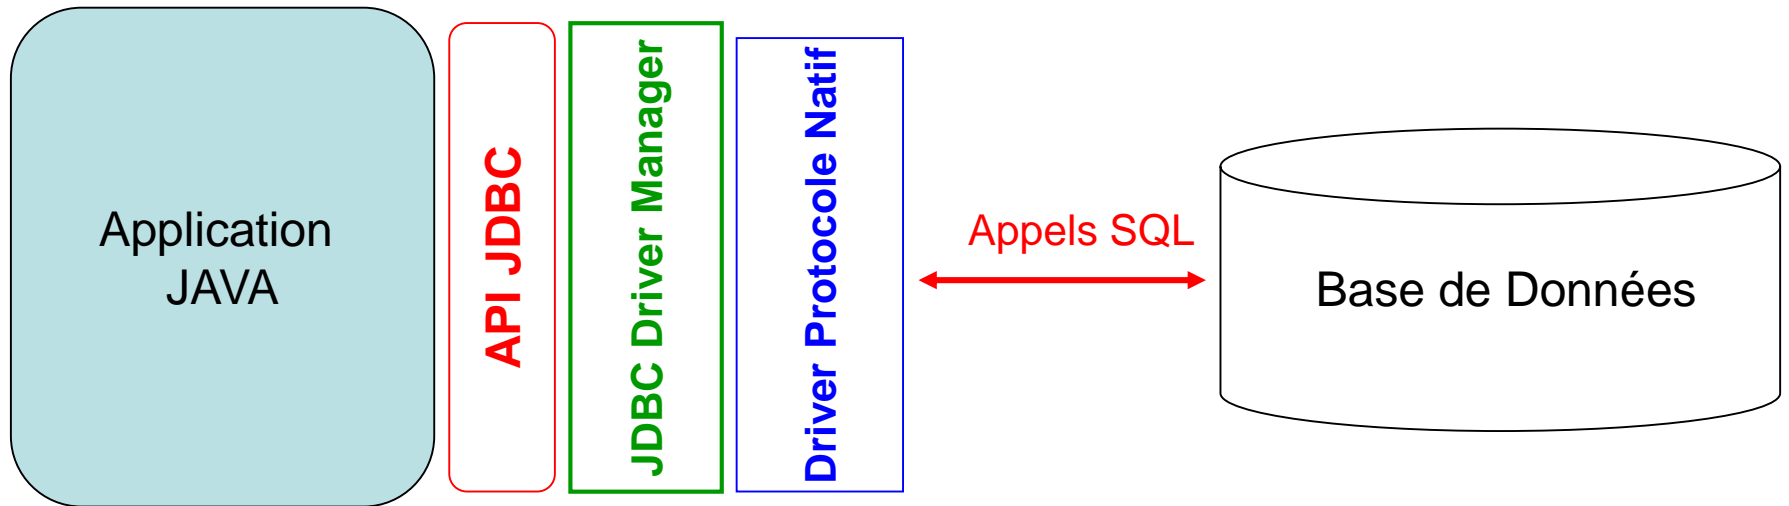 Application
JAVA
API JDBC
JDBC Driver Manager
Driver Protocole Natif
Appels SQL
Base de Données